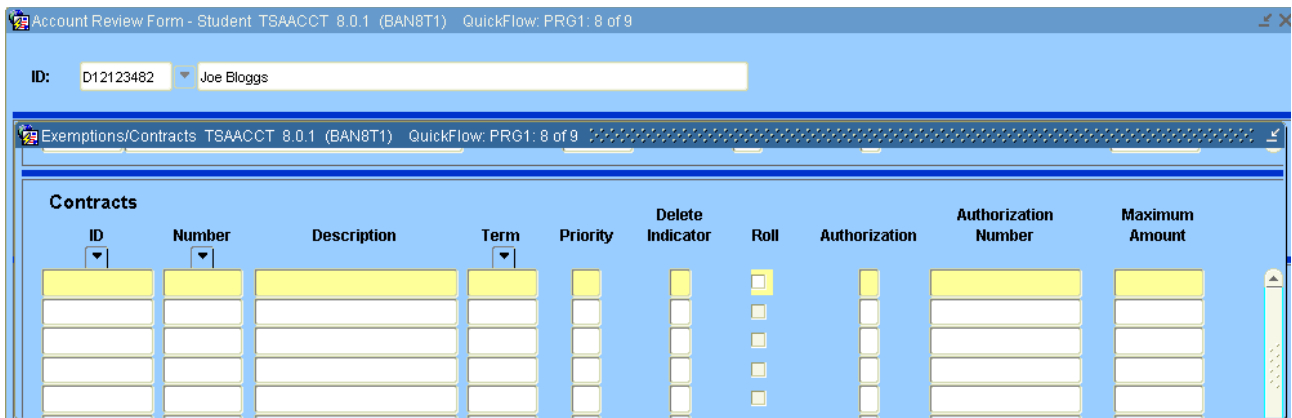 Account Review Form - Student TSAACCT 8.0.1 (BAN8T1) QuickFlow: PRG1: 8 of 9
ID: D12123482 Joe Bloggs
Exemptions/Contracts TSAACCT 8.0.1 (BAN8T1) QuickFlow: PRG1: 8 of 9
Contracts
Delete Authorization Maximum
ID Number Description Term Priority Indicator Roll Authorization Number Amount